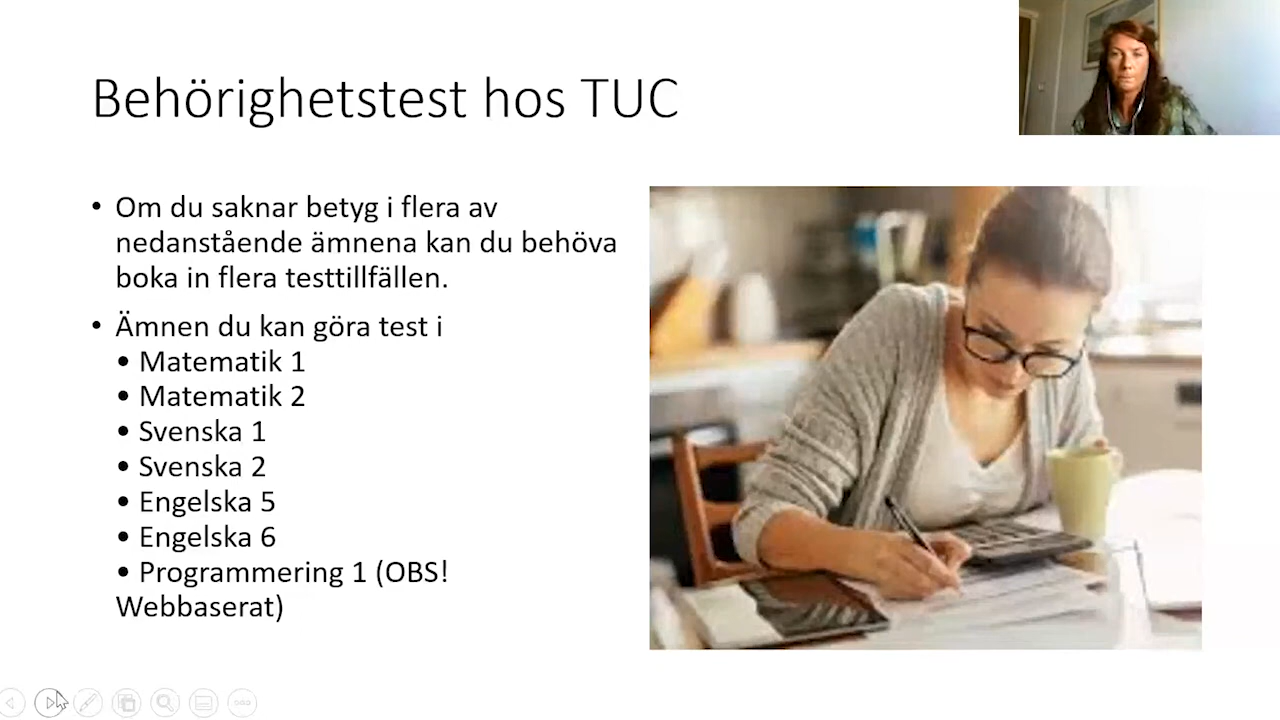 Behörighetstest hos TUC
• Om du saknar betyg i flera av
nedanstående ämnena kan du behöva
boka in flera testtillfällen.
• Ämnen du kan göra test i
• Matematik 1
• Matematik 2
• Svenska 1
• Svenska 2
• Engelska 5
• Engelska 6
• Programmering 1 (OBS!
Webbaserat)